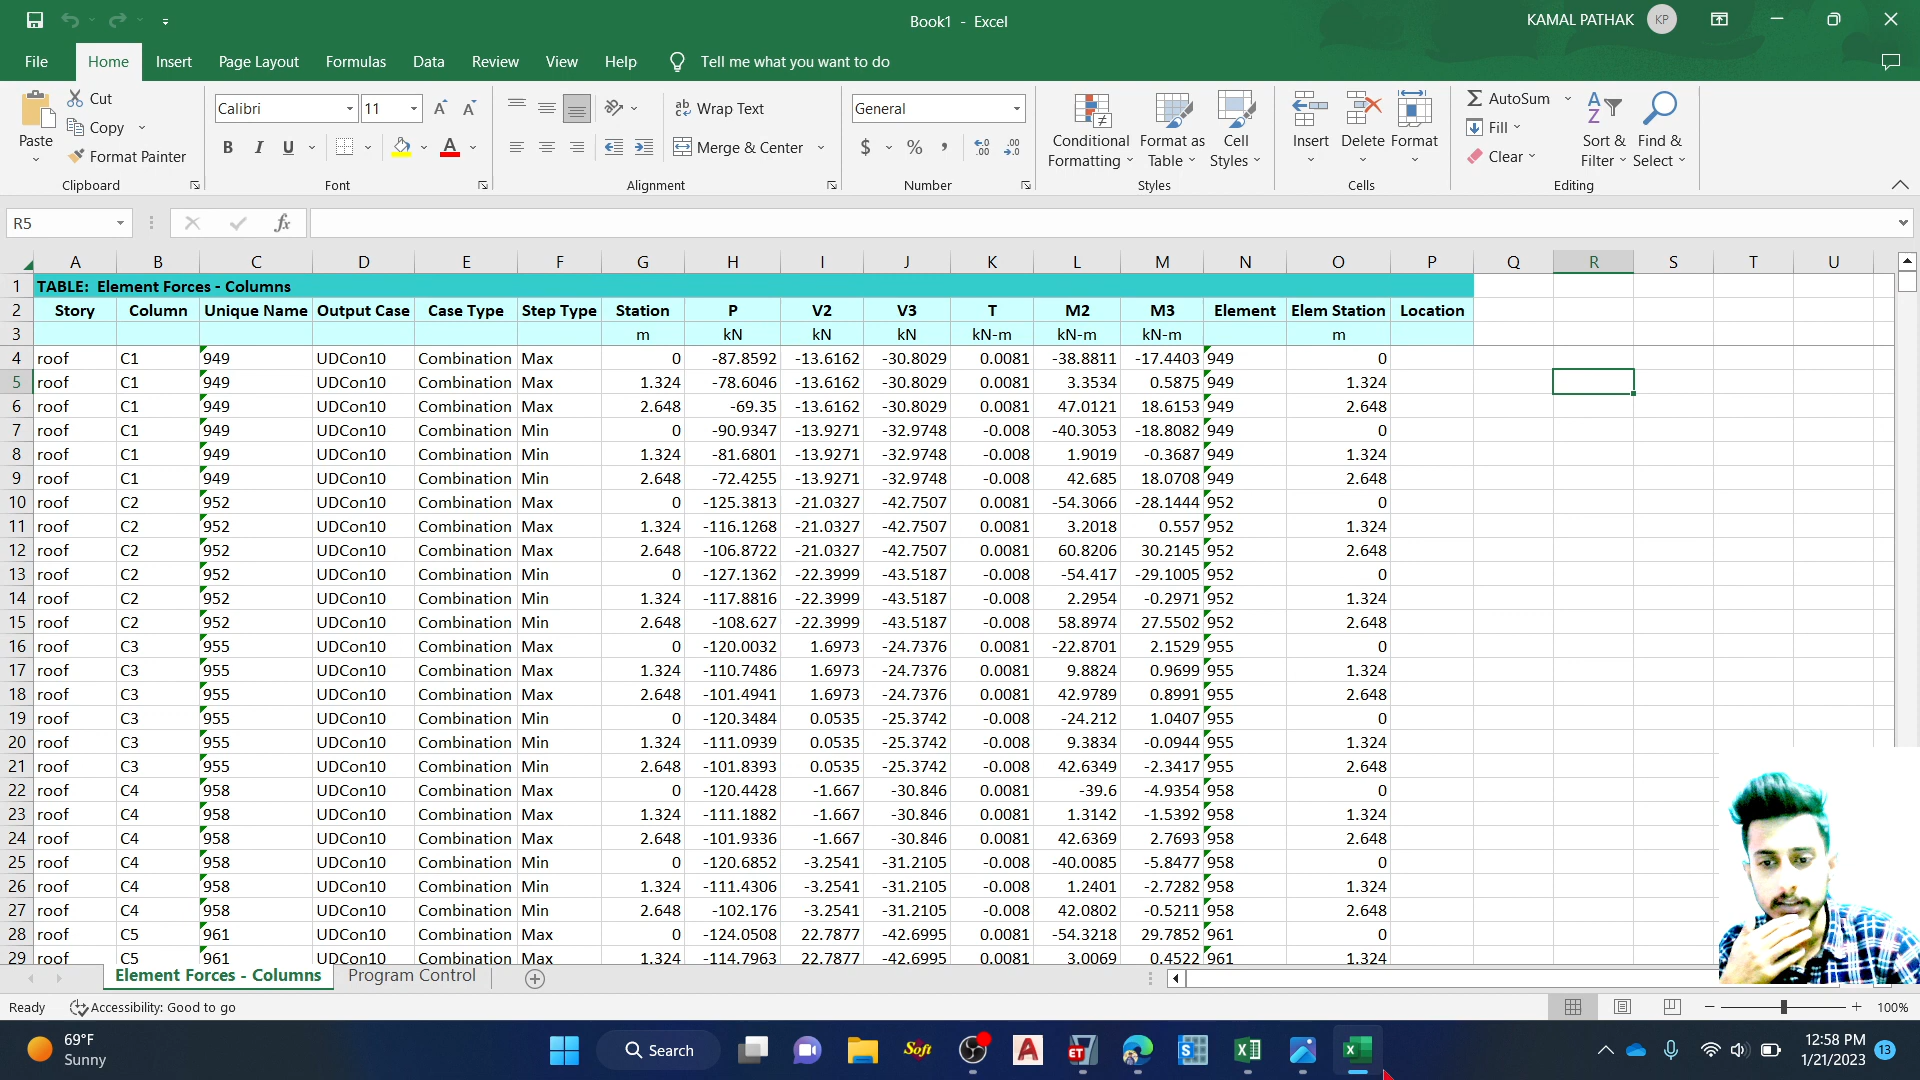 Book1 - Excel
KAMAL PATHAK KP
File Home Insert Page Layout Formulas Data Review View Help Tell me what you want to do
Paste
Cut
Copy
Format Painter
Clipboard
Calibri 11
B I U A
Font
ab Wrap Text
Merge & Center
Alignment
General
$ % ,
Number
Conditional Formatting
Format as Table
Cell Styles
Styles
Insert Delete Format
Cells
AutoSum
Fill
Clear
Sort & Filter
Find & Select
Editing
R5 fx
A B C D E F G H I J K L M N O P Q R S T U
1 TABLE: Element Forces - Columns
2 Story Column Unique Name Output Case Case Type Step Type Station P V2 V3 T M2 M3 Element Elem Station Location
3 m kN kN kN kN-m kN-m kN-m m
4 roof C1 949 UDCon10 Combination Max 0 -87.8592 -13.6162 -30.8029 0.0081 -38.8811 -17.4403 949 0
5 roof C1 949 UDCon10 Combination Max 1.324 -78.6046 -13.6162 -30.8029 0.0081 3.3534 0.5875 949 1.324
6 roof C1 949 UDCon10 Combination Max 2.648 -69.35 -13.6162 -30.8029 0.0081 47.0121 18.6153 949 2.648
7 roof C1 949 UDCon10 Combination Min 0 -90.9347 -13.9271 -32.9748 -0.008 -40.3053 -18.8082 949 0
8 roof C1 949 UDCon10 Combination Min 1.324 -81.6801 -13.9271 -32.9748 -0.008 1.9019 -0.3687 949 1.324
9 roof C1 949 UDCon10 Combination Min 2.648 -72.4255 -13.9271 -32.9748 -0.008 42.685 18.0708 949 2.648
10 roof C2 952 UDCon10 Combination Max 0 -125.3813 -21.0327 -42.7507 0.0081 -54.3066 -28.1444 952 0
11 roof C2 952 UDCon10 Combination Max 1.324 -116.1268 -21.0327 -42.7507 0.0081 3.2018 0.557 952 1.324
12 roof C2 952 UDCon10 Combination Max 2.648 -106.8722 -21.0327 -42.7507 0.0081 60.8206 30.2145 952 2.648
13 roof C2 952 UDCon10 Combination Min 0 -127.1362 -22.3999 -43.5187 -0.008 -54.417 -29.1005 952 0
14 roof C2 952 UDCon10 Combination Min 1.324 -117.8816 -22.3999 -43.5187 -0.008 2.2954 -0.2971 952 1.324
15 roof C2 952 UDCon10 Combination Min 2.648 -108.627 -22.3999 -43.5187 -0.008 58.8974 27.5502 952 2.648
16 roof C3 955 UDCon10 Combination Max 0 -120.0032 1.6973 -24.7376 0.0081 -22.8701 2.1529 955 0
17 roof C3 955 UDCon10 Combination Max 1.324 -110.7486 1.6973 -24.7376 0.0081 9.8824 0.9699 955 1.324
18 roof C3 955 UDCon10 Combination Max 2.648 -101.4941 1.6973 -24.7376 0.0081 42.9789 0.8991 955 2.648
19 roof C3 955 UDCon10 Combination Min 0 -120.3484 0.0535 -25.3742 -0.008 -24.212 1.0407 955 0
20 roof C3 955 UDCon10 Combination Min 1.324 -111.0939 0.0535 -25.3742 -0.008 9.3834 -0.0944 955 1.324
21 roof C3 955 UDCon10 Combination Min 2.648 -101.8393 0.0535 -25.3742 -0.008 42.6349 -2.3417 955 2.648
22 roof C4 958 UDCon10 Combination Max 0 -120.4428 -1.667 -30.846 0.0081 -39.6 -4.9354 958 0
23 roof C4 958 UDCon10 Combination Max 1.324 -111.1882 -1.667 -30.846 0.0081 1.3142 -1.5392 958 1.324
24 roof C4 958 UDCon10 Combination Max 2.648 -101.9336 -1.667 -30.846 0.0081 42.6369 2.7693 958 2.648
25 roof C4 958 UDCon10 Combination Min 0 -120.6852 -3.2541 -31.2105 -0.008 -40.0085 -5.8477 958 0
26 roof C4 958 UDCon10 Combination Min 1.324 -111.4306 -3.2541 -31.2105 -0.008 1.2401 -2.7282 958 1.324
27 roof C4 958 UDCon10 Combination Min 2.648 -102.176 -3.2541 -31.2105 -0.008 42.0802 -0.5211 958 2.648
28 roof C5 961 UDCon10 Combination Max 0 -124.0508 22.7877 -42.6995 0.0081 -54.3218 29.7852 961 0
29 roof C5 961 UDCon10 Combination Max 1.324 -114.7963 22.7877 -42.6995 0.0081 3.0069 0.4522 961 1.324
Element Forces - Columns Program Control
Ready Accessibility: Good to go 100%
69°F
Sunny
Search
Soft
12:58 PM
1/21/2023 13